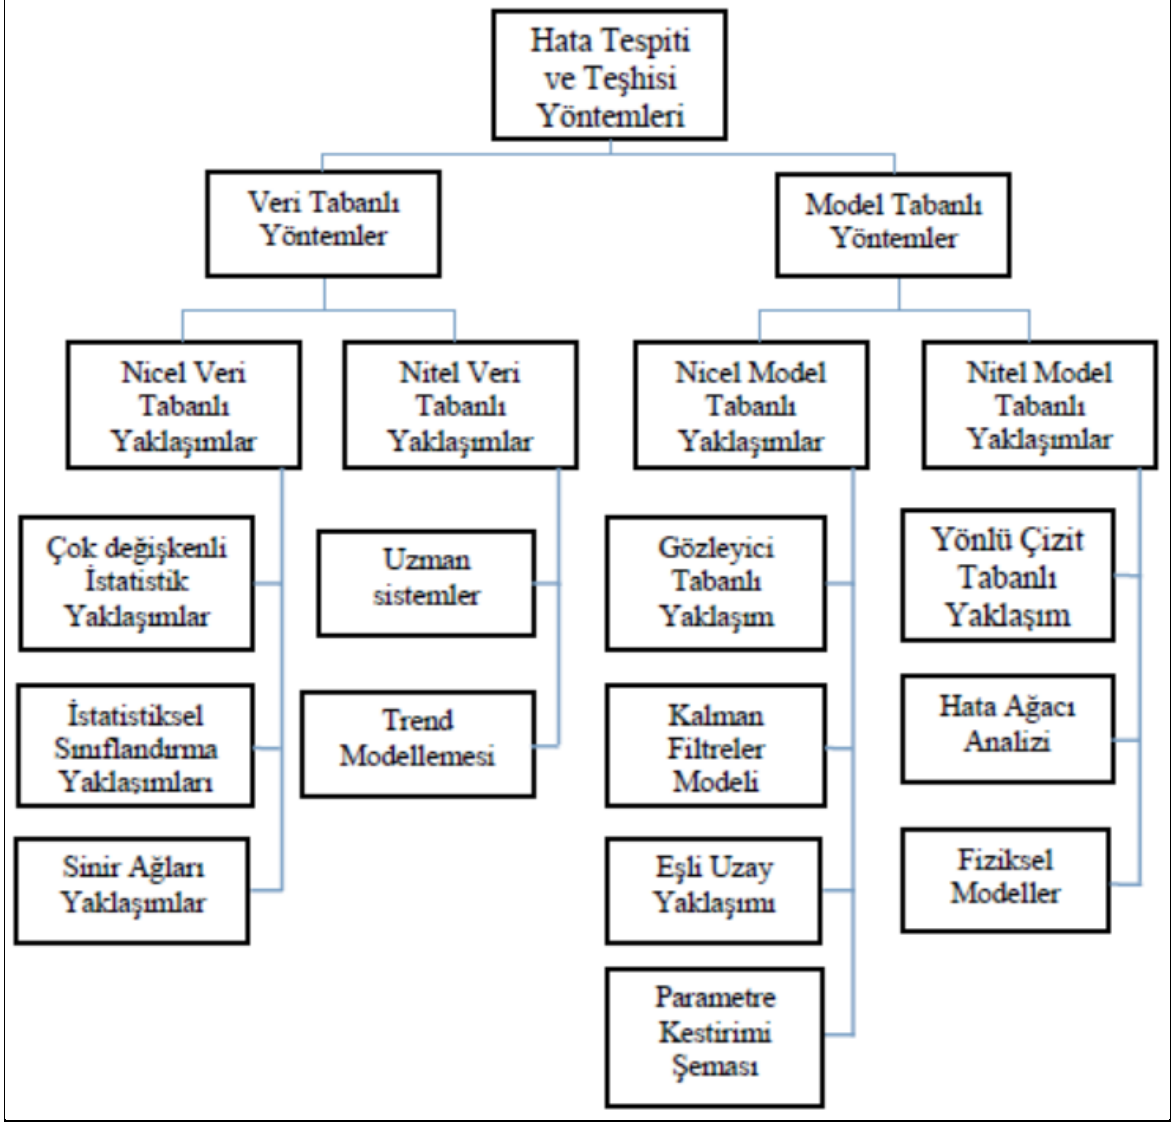 Hata Tespiti
ve Teşhisi
Yöntemleri
Veri Tabanlı
Yöntemler
Model Tabanlı
Yöntemler
Nicel Veri
Tabanlı
Yaklaşımlar
Nitel Veri
Tabanlı
Yaklaşımlar
Nicel Model
Tabanlı
Yaklaşımlar
Nitel Model
Tabanlı
Yaklaşımlar
Çok değişkenli
İstatistik
Yaklaşımlar
İstatistiksel
Sınıflandırma
Yaklaşımları
Sinir Ağları
Yaklaşımlar
Uzman
sistemler
Trend
Modellemesi
Gözleyici
Tabanlı
Yaklaşım
Kalman
Filtreler
Modeli
Eşli Uzay
Yaklaşımı
Parametre
Kestirimi
Şeması
Yönlü Çizit
Tabanlı
Yaklaşım
Hata Ağacı
Analizi
Fiziksel
Modeller